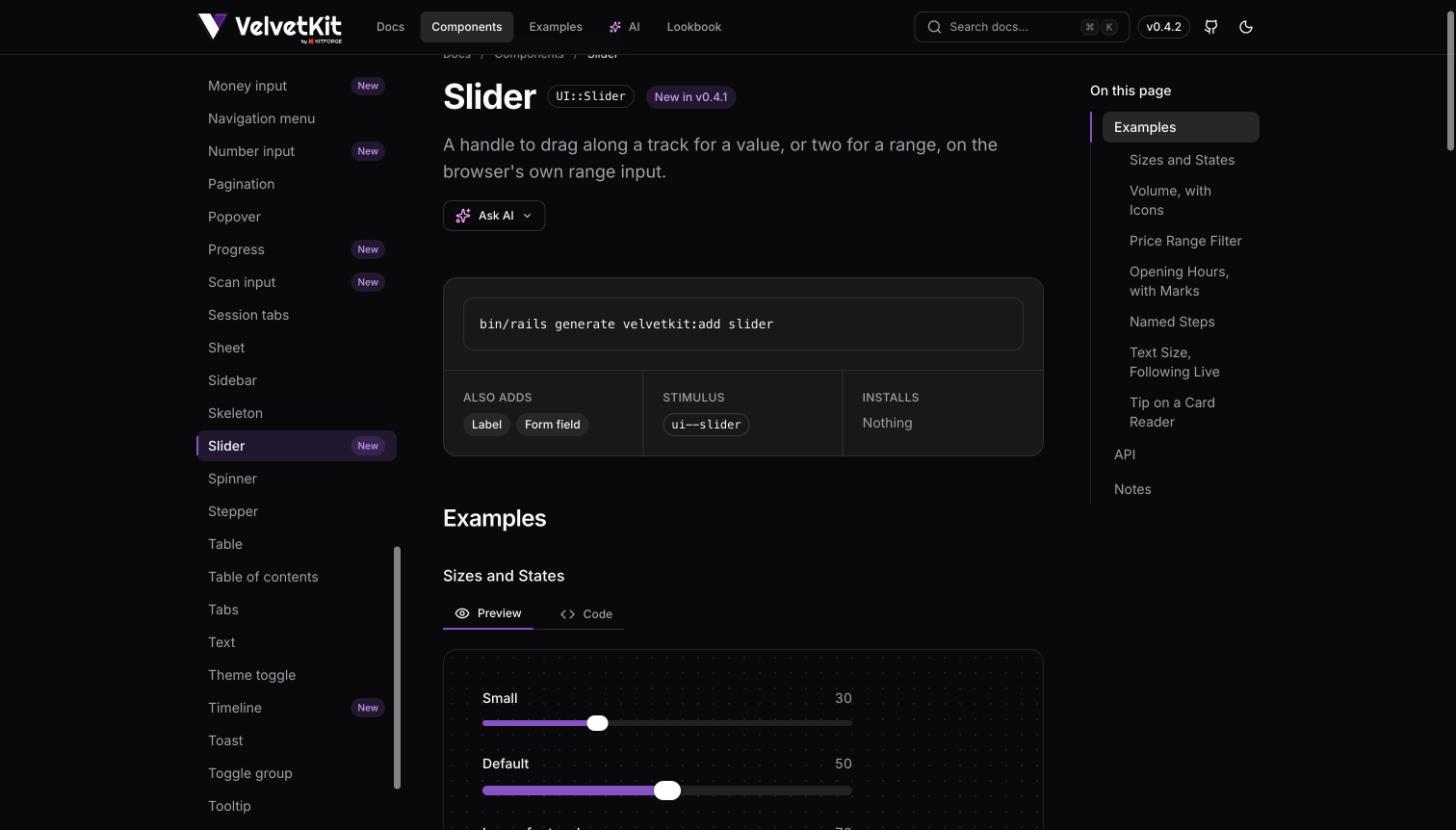 VelvetKit
by KITFORGE
Docs
Components
Examples
AI
Lookbook
Search docs...
⌘ K
v0.4.2
Docs / Components / Slider
Money input New
Navigation menu
Number input New
Pagination
Popover
Progress New
Scan input New
Session tabs
Sheet
Sidebar
Skeleton
Slider New
Spinner
Stepper
Table
Table of contents
Tabs
Text
Theme toggle
Timeline New
Toast
Toggle group
Tooltip
Slider UI::Slider New in v0.4.1
A handle to drag along a track for a value, or two for a range, on the
browser's own range input.
Ask AI
bin/rails generate velvetkit:add slider
ALSO ADDS
Label Form field
STIMULUS
ui--slider
INSTALLS
Nothing
Examples
Sizes and States
Preview
Code
Small 30
Default 50
On this page
Examples
Sizes and States
Volume, with
Icons
Price Range Filter
Opening Hours,
with Marks
Named Steps
Text Size,
Following Live
Tip on a Card
Reader
API
Notes